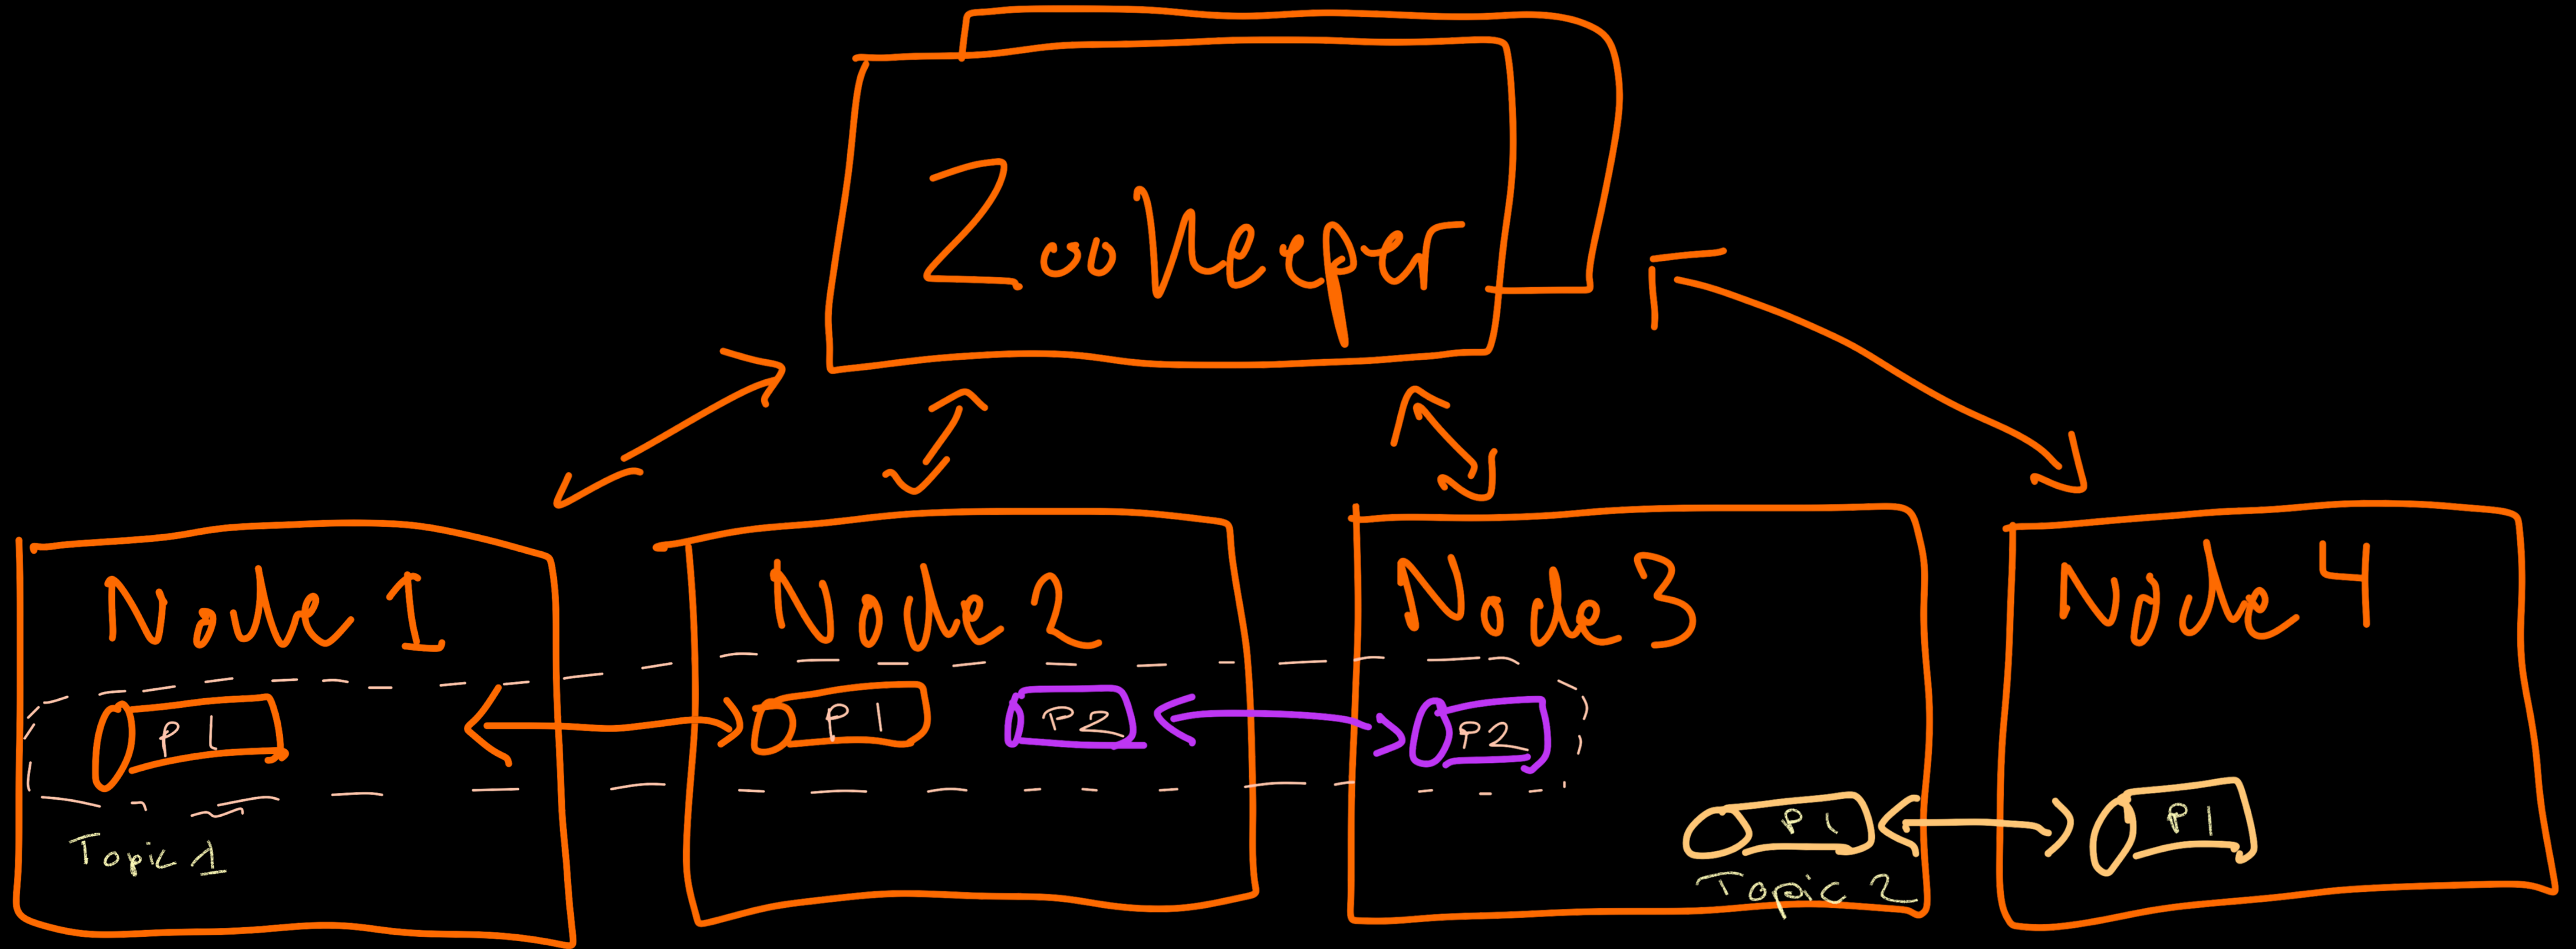 ZooKeeper
Node 1
Node 2
Node 3
Node 4
P1
P1
P2
P2
Topic 1
P1
P1
Topic 2